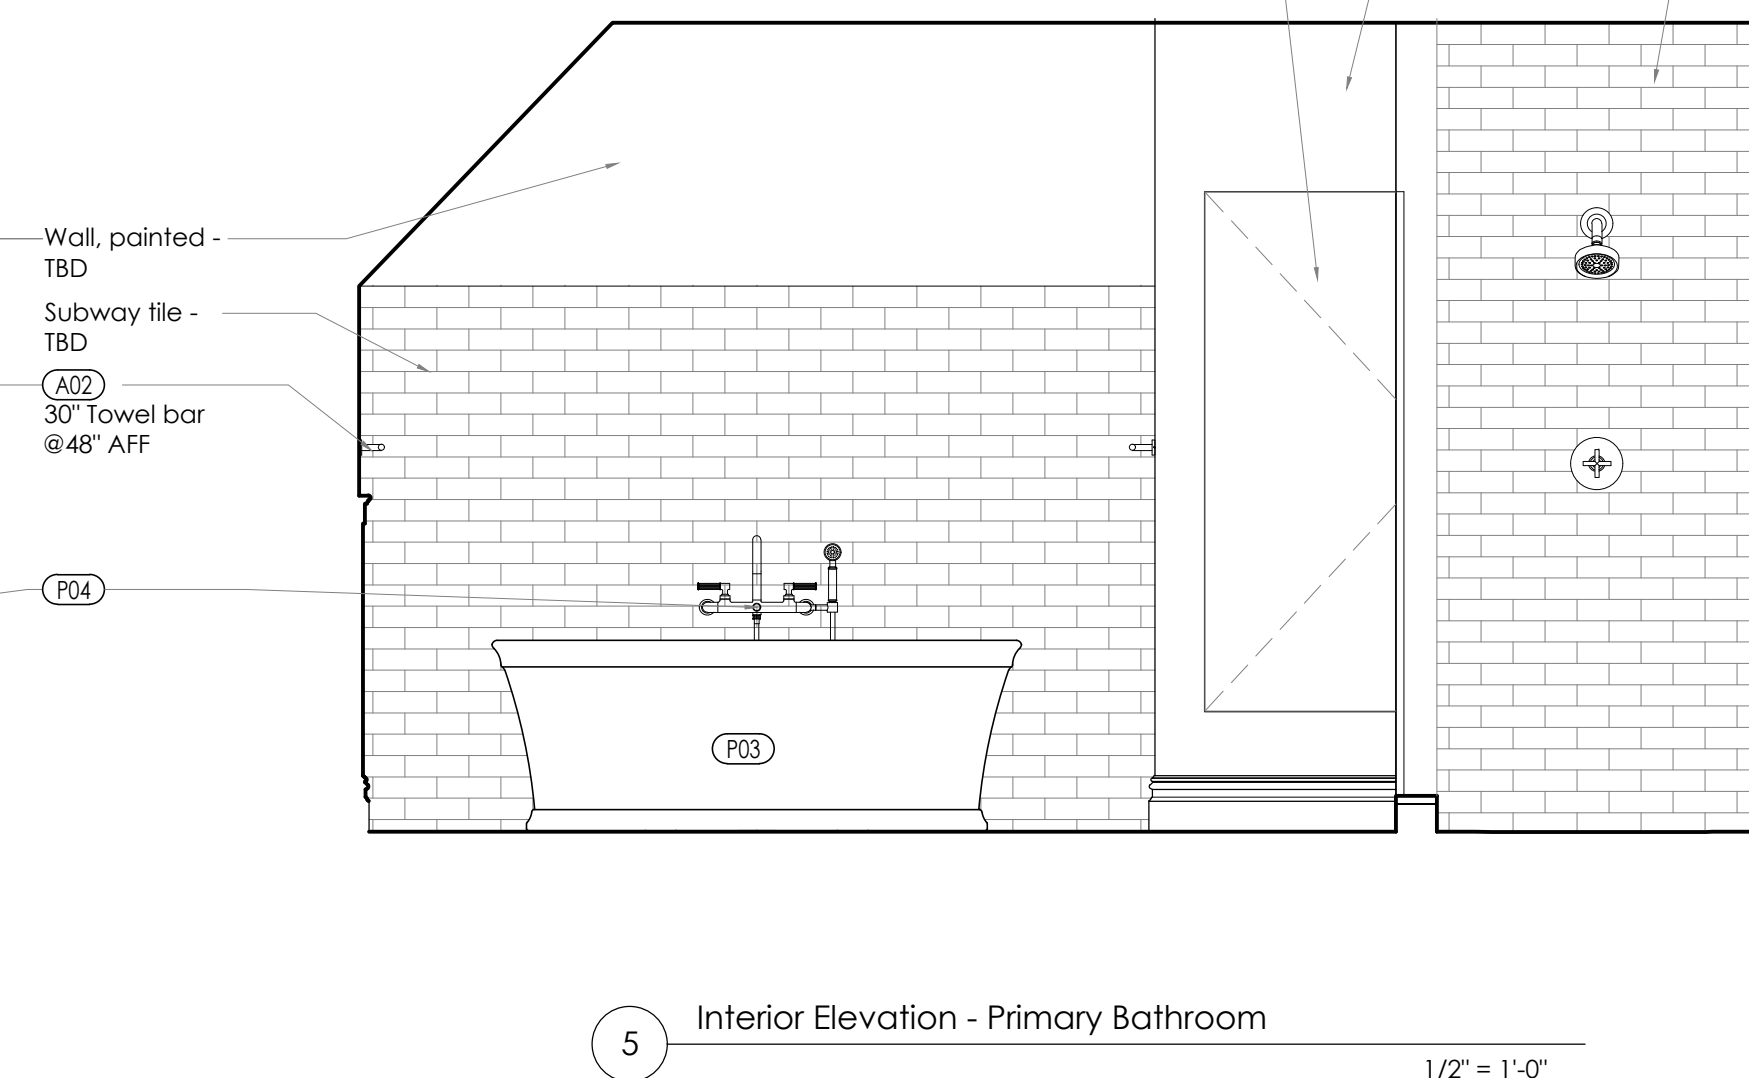 Wall, painted -
TBD
Subway tile -
TBD
A02
30" Towel bar
@48" AFF
P04
P03
5
Interior Elevation - Primary Bathroom
1/2" = 1'-0"